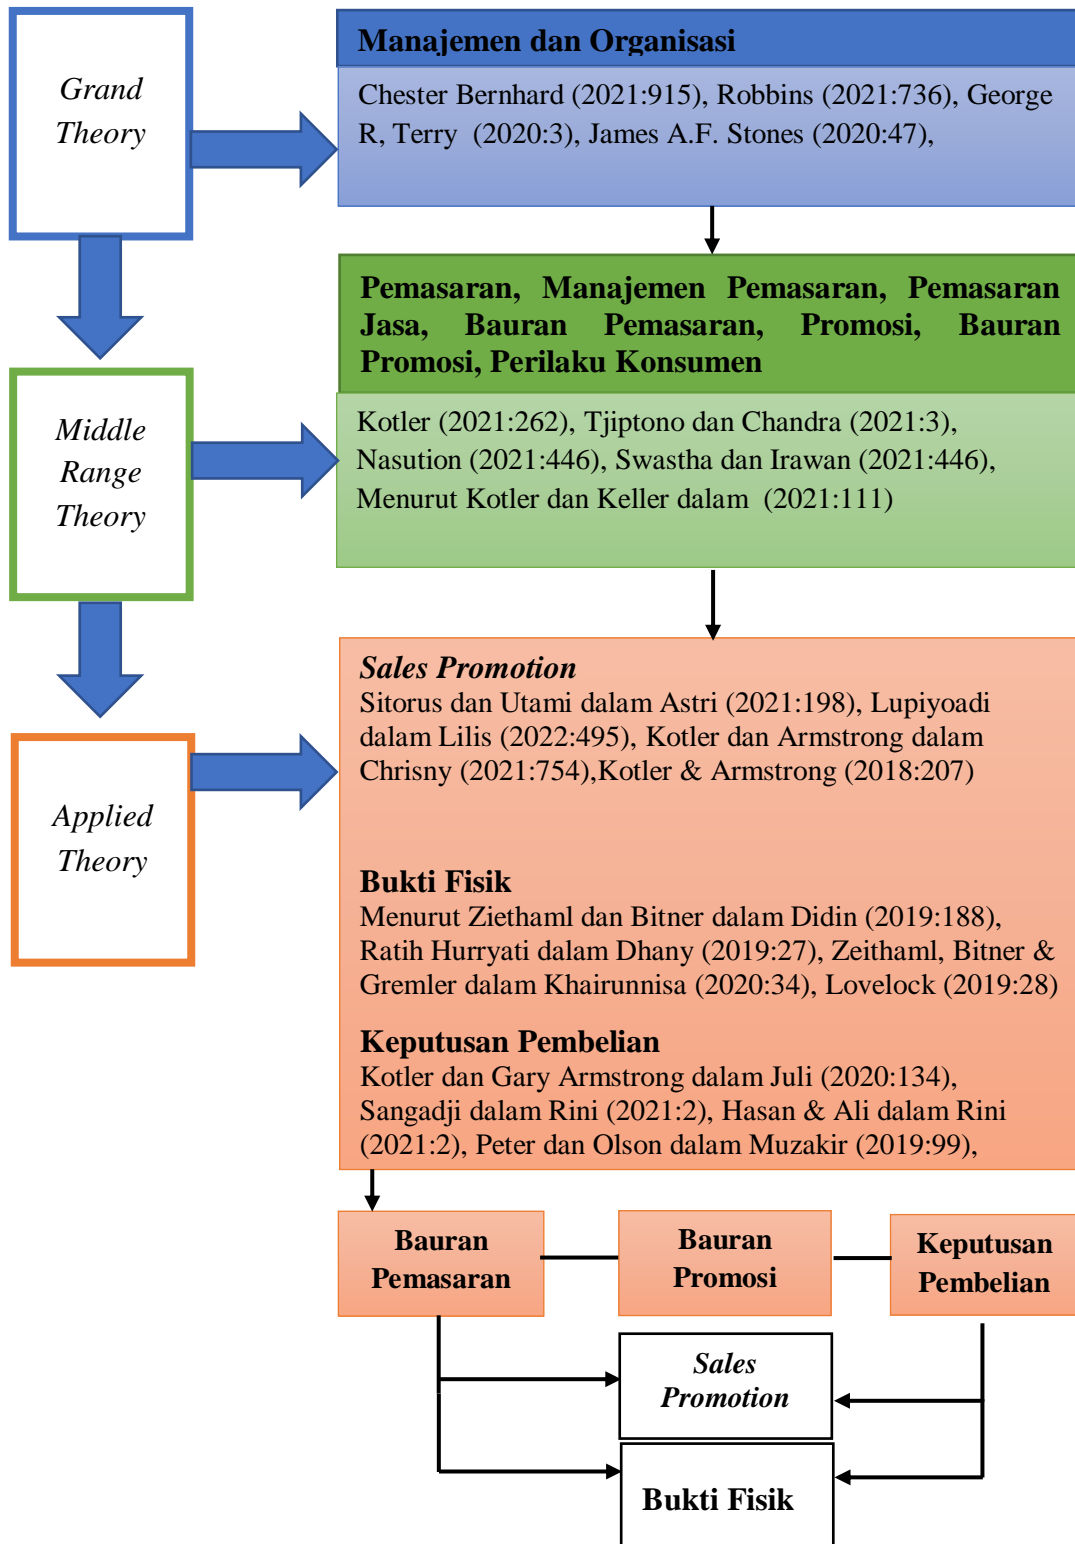 Grand
Theory
Manajemen dan Organisasi
Chester Bernhard (2021:915), Robbins (2021:736), George
R, Terry (2020:3), James A.F. Stones (2020:47),
Middle
Range
Theory
Pemasaran, Manajemen Pemasaran, Pemasaran
Jasa, Bauran Pemasaran, Promosi, Bauran
Promosi, Perilaku Konsumen
Kotler (2021:262), Tjiptono dan Chandra (2021:3),
Nasution (2021:446), Swastha dan Irawan (2021:446),
Menurut Kotler dan Keller dalam (2021:111)
Applied
Theory
Sales Promotion
Sitorus dan Utami dalam Astri (2021:198), Lupiyoadi
dalam Lilis (2022:495), Kotler dan Armstrong dalam
Chrisny (2021:754),Kotler & Armstrong (2018:207)
Bukti Fisik
Menurut Ziethaml dan Bitner dalam Didin (2019:188),
Ratih Hurryati dalam Dhany (2019:27), Zeithaml, Bitner &
Gremler dalam Khairunnisa (2020:34), Lovelock (2019:28)
Keputusan Pembelian
Kotler dan Gary Armstrong dalam Juli (2020:134),
Sangadji dalam Rini (2021:2), Hasan & Ali dalam Rini
(2021:2), Peter dan Olson dalam Muzakir (2019:99),
Bauran
Pemasaran
Bauran
Promosi
Keputusan
Pembelian
Sales
Promotion
Bukti Fisik